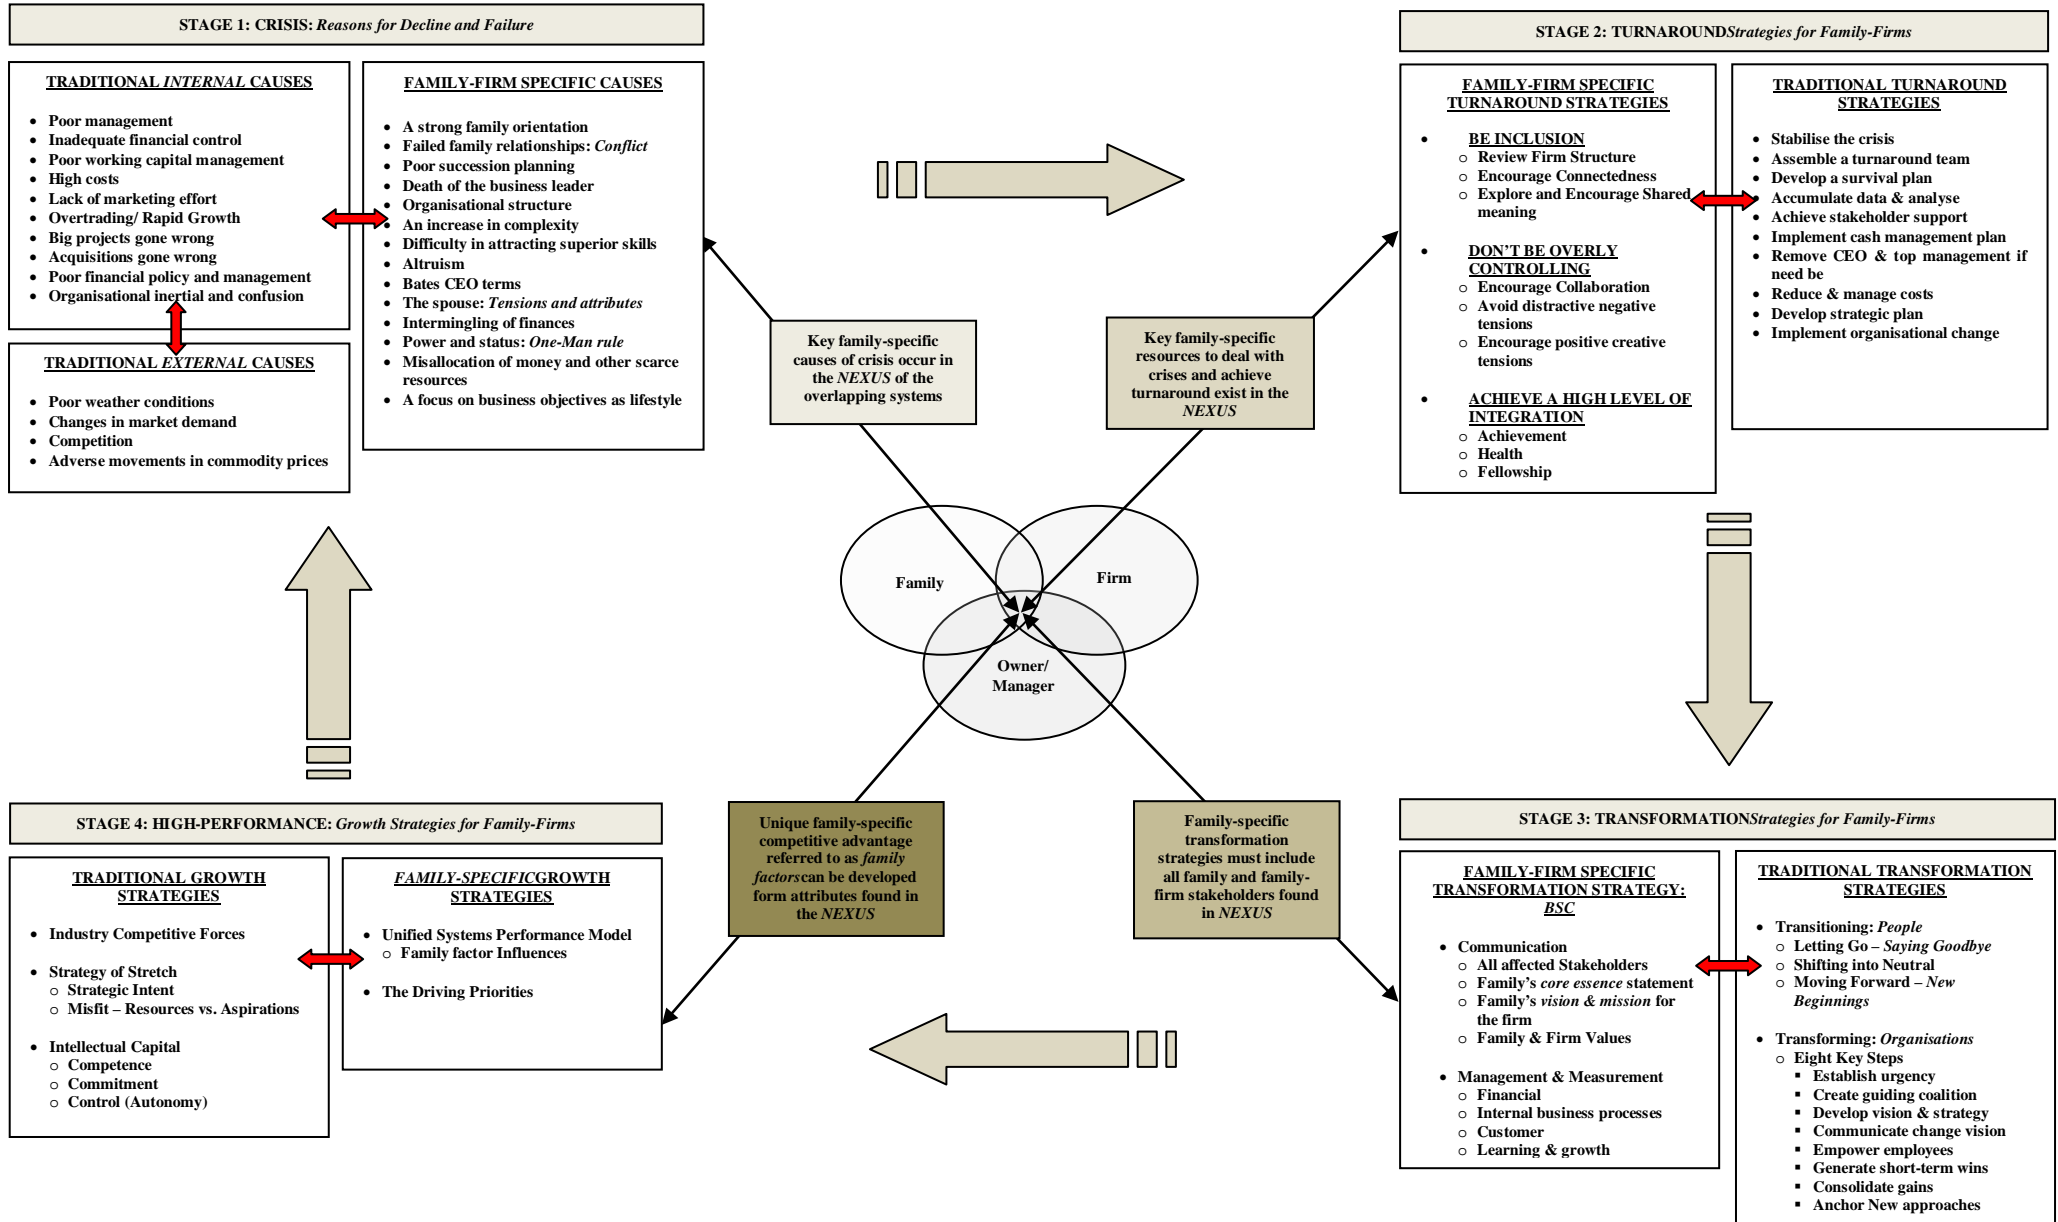 STAGE 1: CRISIS: Reasons for Decline and Failure
TRADITIONAL INTERNAL CAUSES
• Poor management
• Inadequate financial control
• Poor working capital management
• High costs
• Lack of marketing effort
• Overtrading/ Rapid Growth
• Big projects gone wrong
• Acquisitions gone wrong
• Poor financial policy and management
• Organisational inertial and confusion
TRADITIONAL EXTERNAL CAUSES
• Poor weather conditions
• Changes in market demand
• Competition
• Adverse movements in commodity prices
FAMILY-FIRM SPECIFIC CAUSES
• A strong family orientation
• Failed family relationships: Conflict
• Poor succession planning
• Death of the business leader
• Organisational structure
• An increase in complexity
• Difficulty in attracting superior skills
• Altruism
• Bates CEO terms
• The spouse: Tensions and attributes
• Intermingling of finances
• Power and status: One-Man rule
• Misallocation of money and other scarce
resources
• A focus on business objectives as lifestyle
STAGE 2: TURNAROUNDStrategies for Family-Firms
FAMILY-FIRM SPECIFIC
TURNAROUND STRATEGIES
• BE INCLUSION
o Review Firm Structure
o Encourage Connectedness
o Explore and Encourage Shared
meaning
• DON'T BE OVERLY
CONTROLLING
o Encourage Collaboration
o Avoid distractive negative
tensions
o Encourage positive creative
tensions
• ACHIEVE A HIGH LEVEL OF
INTEGRATION
o Achievement
o Health
o Fellowship
TRADITIONAL TURNAROUND
STRATEGIES
• Stabilise the crisis
• Assemble a turnaround team
• Develop a survival plan
• Accumulate data & analyse
• Achieve stakeholder support
• Implement cash management plan
• Remove CEO & top management if
need be
• Reduce & manage costs
• Develop strategic plan
• Implement organisational change
Key family-specific
causes of crisis occur in
the NEXUS of the
overlapping systems
Key family-specific
resources to deal with
crises and achieve
turnaround exist in the
NEXUS
Family
Firm
Owner/
Manager
Unique family-specific
competitive advantage
referred to as family
factorscan be developed
form attributes found in
the NEXUS
Family-specific
transformation
strategies must include
all family and family-
firm stakeholders found
in NEXUS
STAGE 4: HIGH-PERFORMANCE: Growth Strategies for Family-Firms
TRADITIONAL GROWTH
STRATEGIES
• Industry Competitive Forces
• Strategy of Stretch
o Strategic Intent
o Misfit – Resources vs. Aspirations
• Intellectual Capital
o Competence
o Commitment
o Control (Autonomy)
FAMILY-SPECIFICGROWTH
STRATEGIES
• Unified Systems Performance Model
o Family factor Influences
• The Driving Priorities
STAGE 3: TRANSFORMATIONStrategies for Family-Firms
FAMILY-FIRM SPECIFIC
TRANSFORMATION STRATEGY:
BSC
• Communication
o All affected Stakeholders
o Family's core essence statement
o Family's vision & mission for
the firm
o Family & Firm Values
• Management & Measurement
o Financial
o Internal business processes
o Customer
o Learning & growth
TRADITIONAL TRANSFORMATION
STRATEGIES
• Transitioning: People
o Letting Go – Saying Goodbye
o Shifting into Neutral
o Moving Forward – New
Beginnings
• Transforming: Organisations
o Eight Key Steps
▪ Establish urgency
▪ Create guiding coalition
▪ Develop vision & strategy
▪ Communicate change vision
▪ Empower employees
▪ Generate short-term wins
▪ Consolidate gains
▪ Anchor New approaches